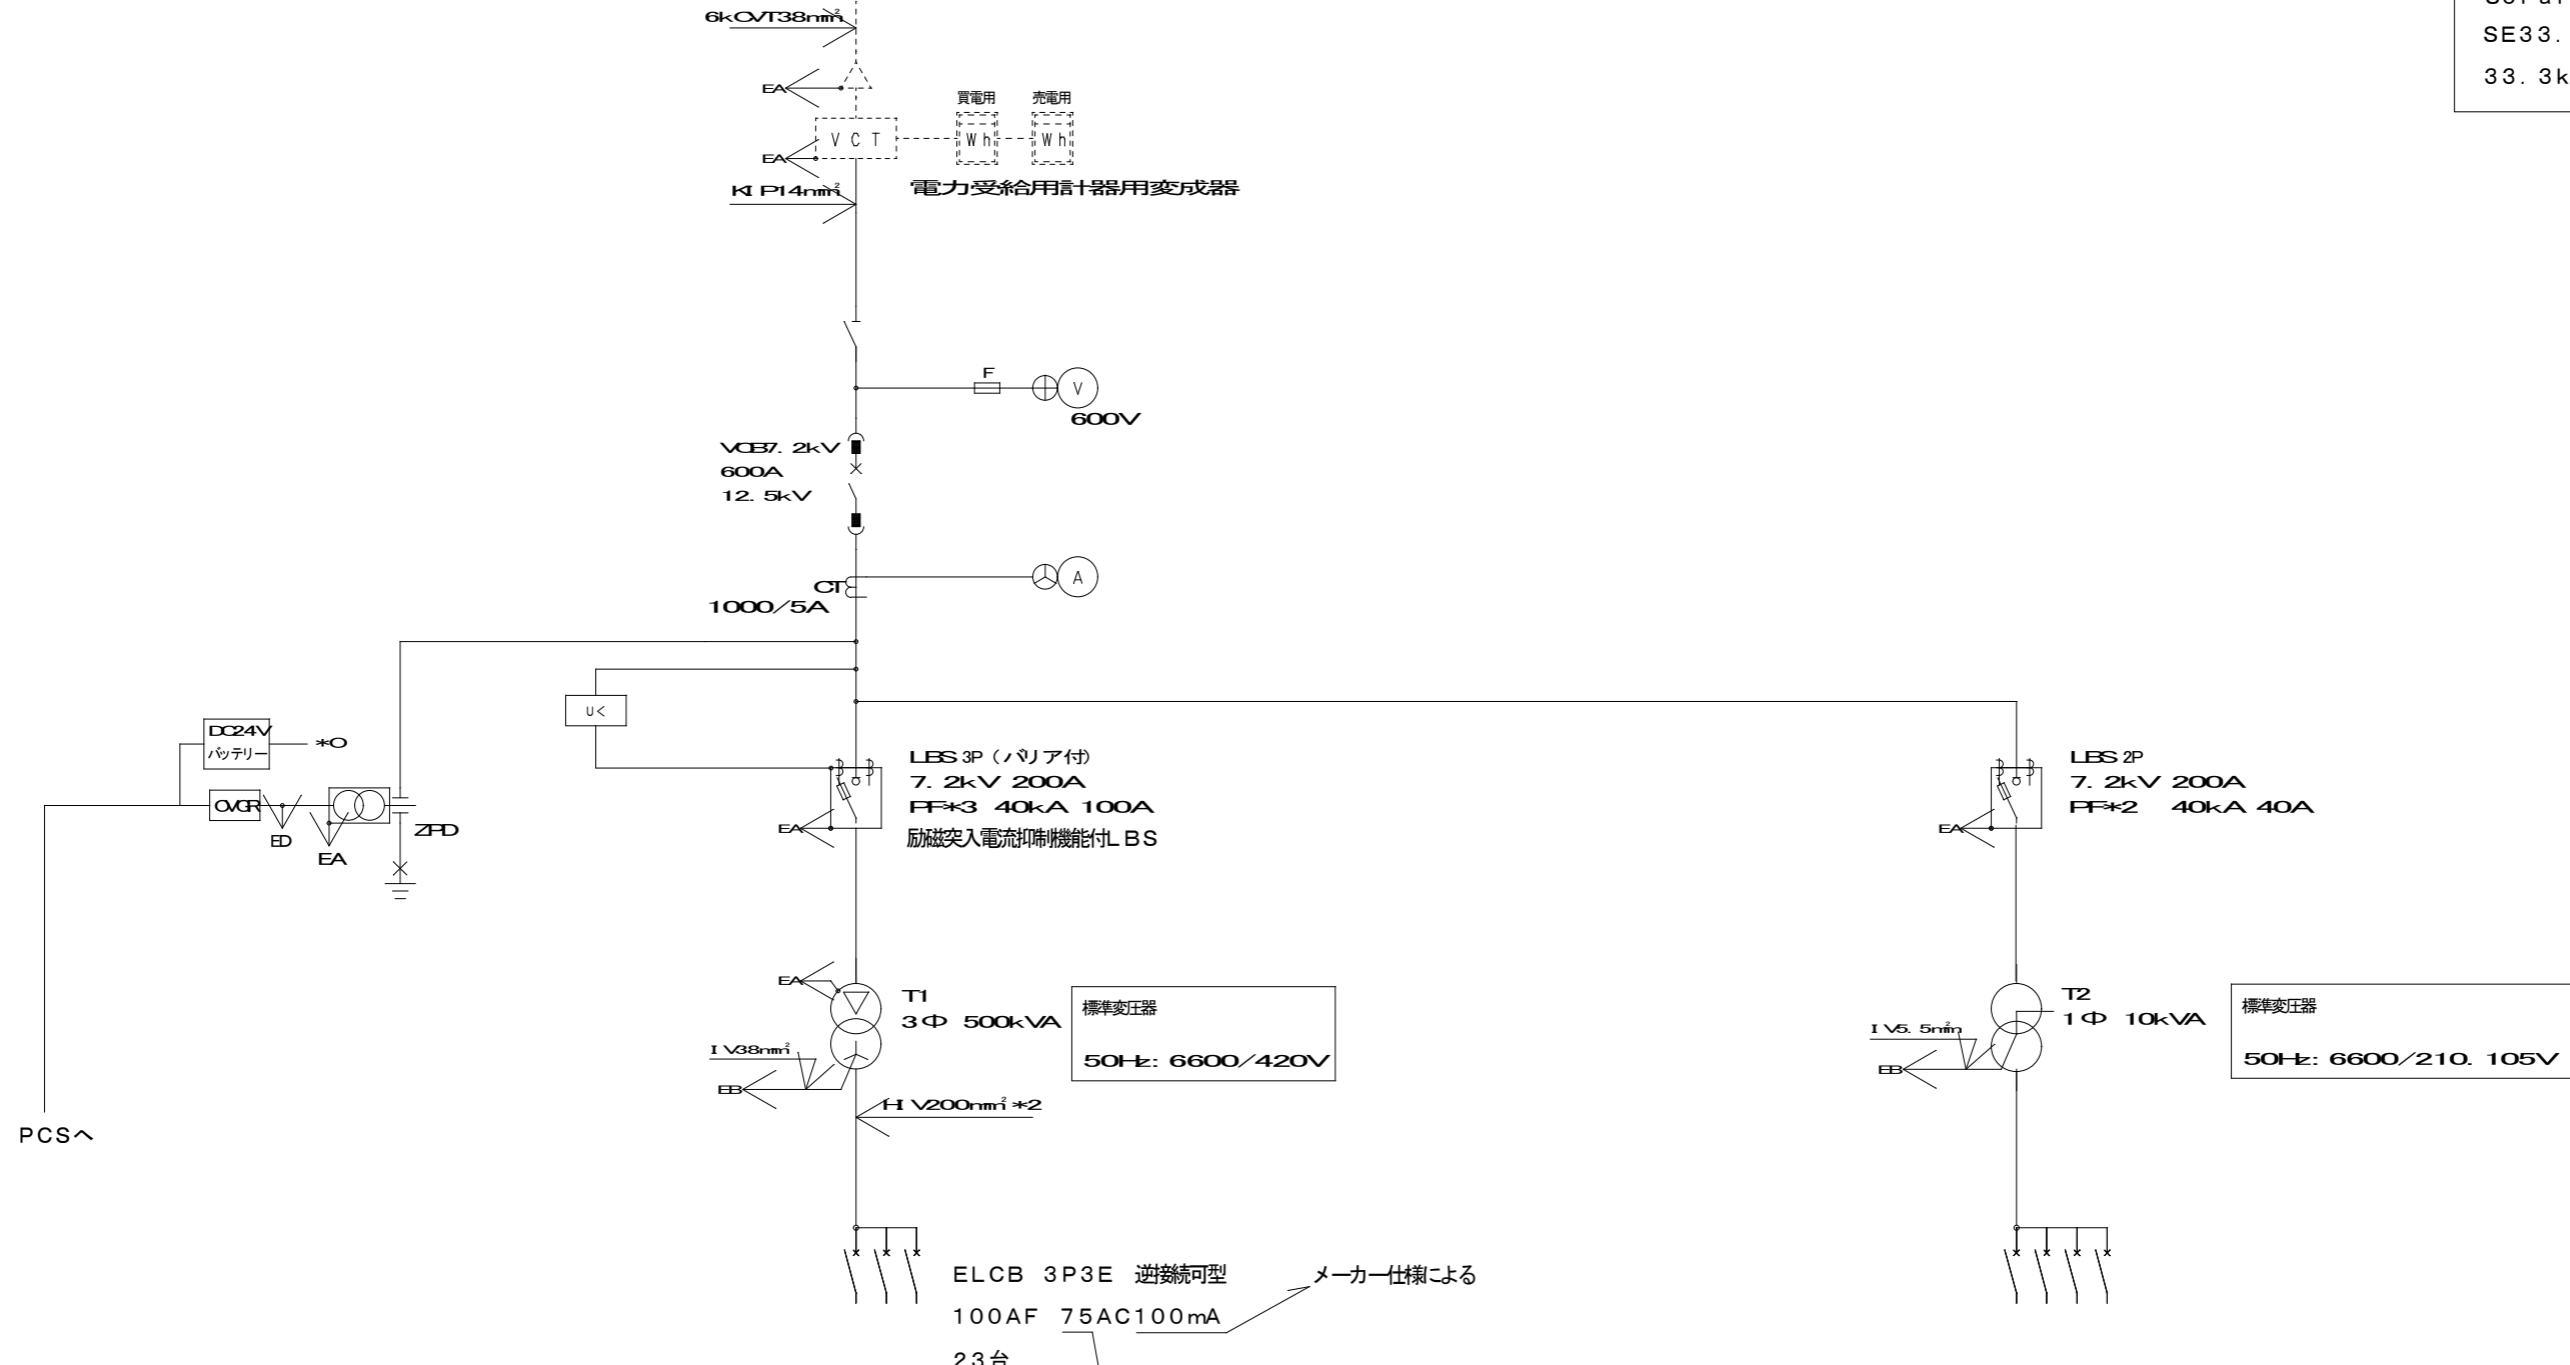 6kCVT38mm²
EA
買電用
売電用
VCT
Wh
Wh
EA
KIP14mm²
電力受給用計器用変成器
SE33.
33.3k
F
V
600V
VCB7.2kV
600A
12.5kV
CT
1000/5A
A
U<
DC24V
バッテリー
*O
OVGR
ED
EA
ZPD
PCSへ
LBS 3P（バリア付）
7.2kV 200A
PF*3 40kA 100A
励磁突入電流抑制機能付LBS
EA
LBS 2P
7.2kV 200A
PF*2 40kA 40A
EA
EA
T1
3Φ 500kVA
標準変圧器
50Hz: 6600/420V
IV38mm²
EB
HIV200mm²*2
T2
1Φ 10kVA
標準変圧器
50Hz: 6600/210.105V
IV5.5mm²
EB
ELCB 3P3E 逆接続可型
メーカー仕様による
100AF 75AC100mA
23台